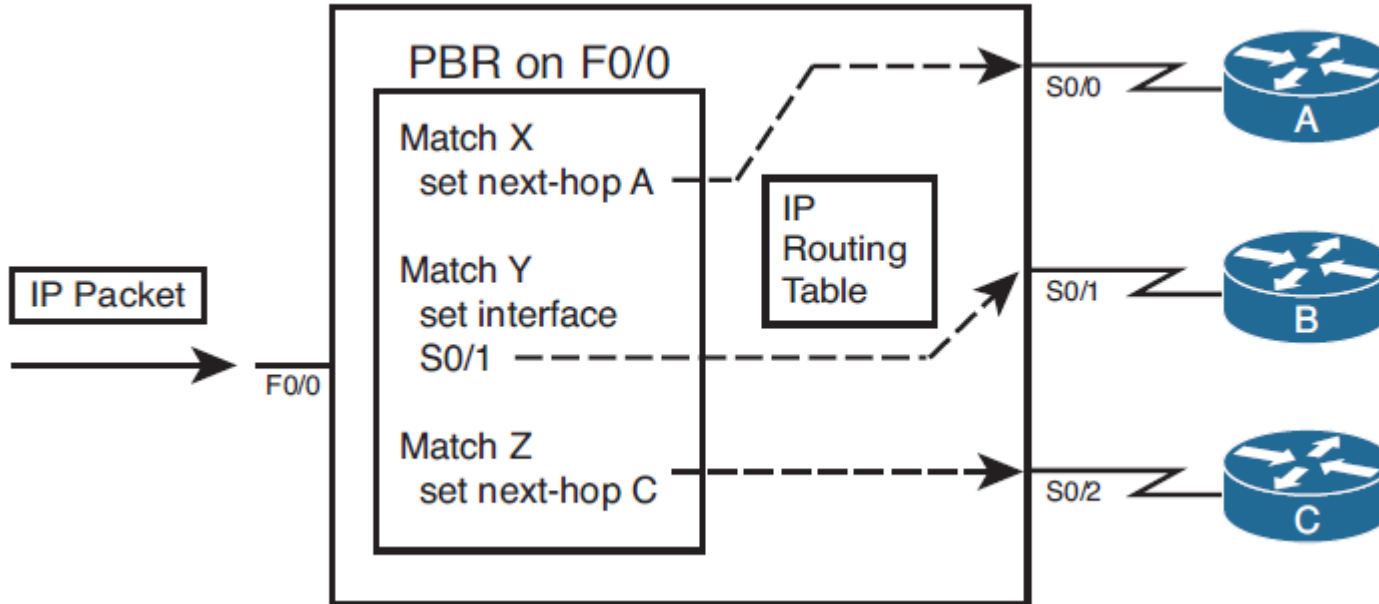 PBR on F0/0
Match X
set next-hop A
Match Y
set interface
S0/1
Match Z
set next-hop C
IP Packet
F0/0
IP
Routing
Table
S0/0
A
S0/1
B
S0/2
C